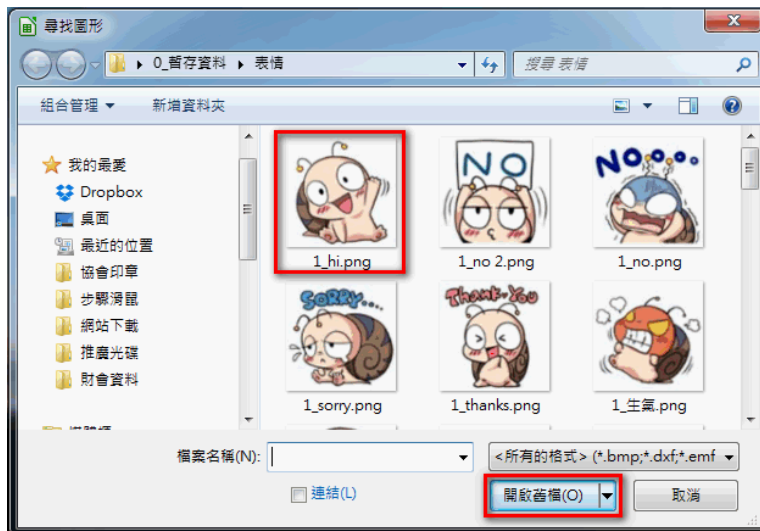 尋找圖形
0_暫存資料 ▸ 表情
搜尋 表情
組合管理
新增資料夾
我的最愛
Dropbox
桌面
最近的位置
協會印章
步驟滑鼠
網站下載
推廣光碟
財會資料
NO
NO
SORRY....
THANK-YOU
1_hi.png
1_no 2.png
1_no.png
1_sorry.png
1_thanks.png
1_生氣.png
檔案名稱(N):
<所有的格式> (*.bmp;*.dxf;*.emf
連結(L)
開啟舊檔(O)
取消